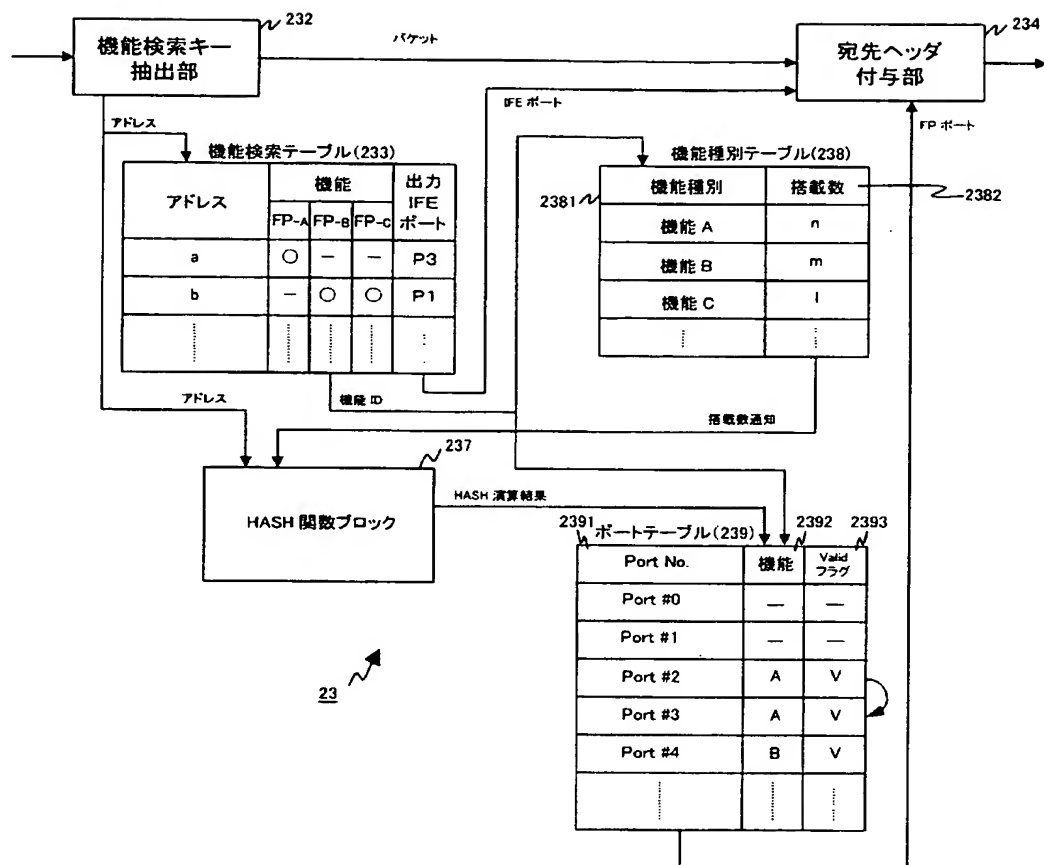 232
機能検索キー
抽出部
パケット
234
宛先ヘッダ
付与部
IFE ポート
FP ポート
アドレス
機能検索テーブル(233)
アドレス
機能
出力
IFE
ポート
FP-A
FP-B
FP-C
a
○
—
—
P3
b
—
○
○
P1
機能種別テーブル(238)
2381
機能種別
搭載数
2382
機能 A
n
機能 B
m
機能 C
l
アドレス
機能 ID
搭載数通知
237
HASH 関数ブロック
HASH 演算結果
2391
ポートテーブル(239)
2392
2393
Port No.
機能
Valid
フラグ
Port #0
—
—
Port #1
—
—
Port #2
A
V
Port #3
A
V
Port #4
B
V
23